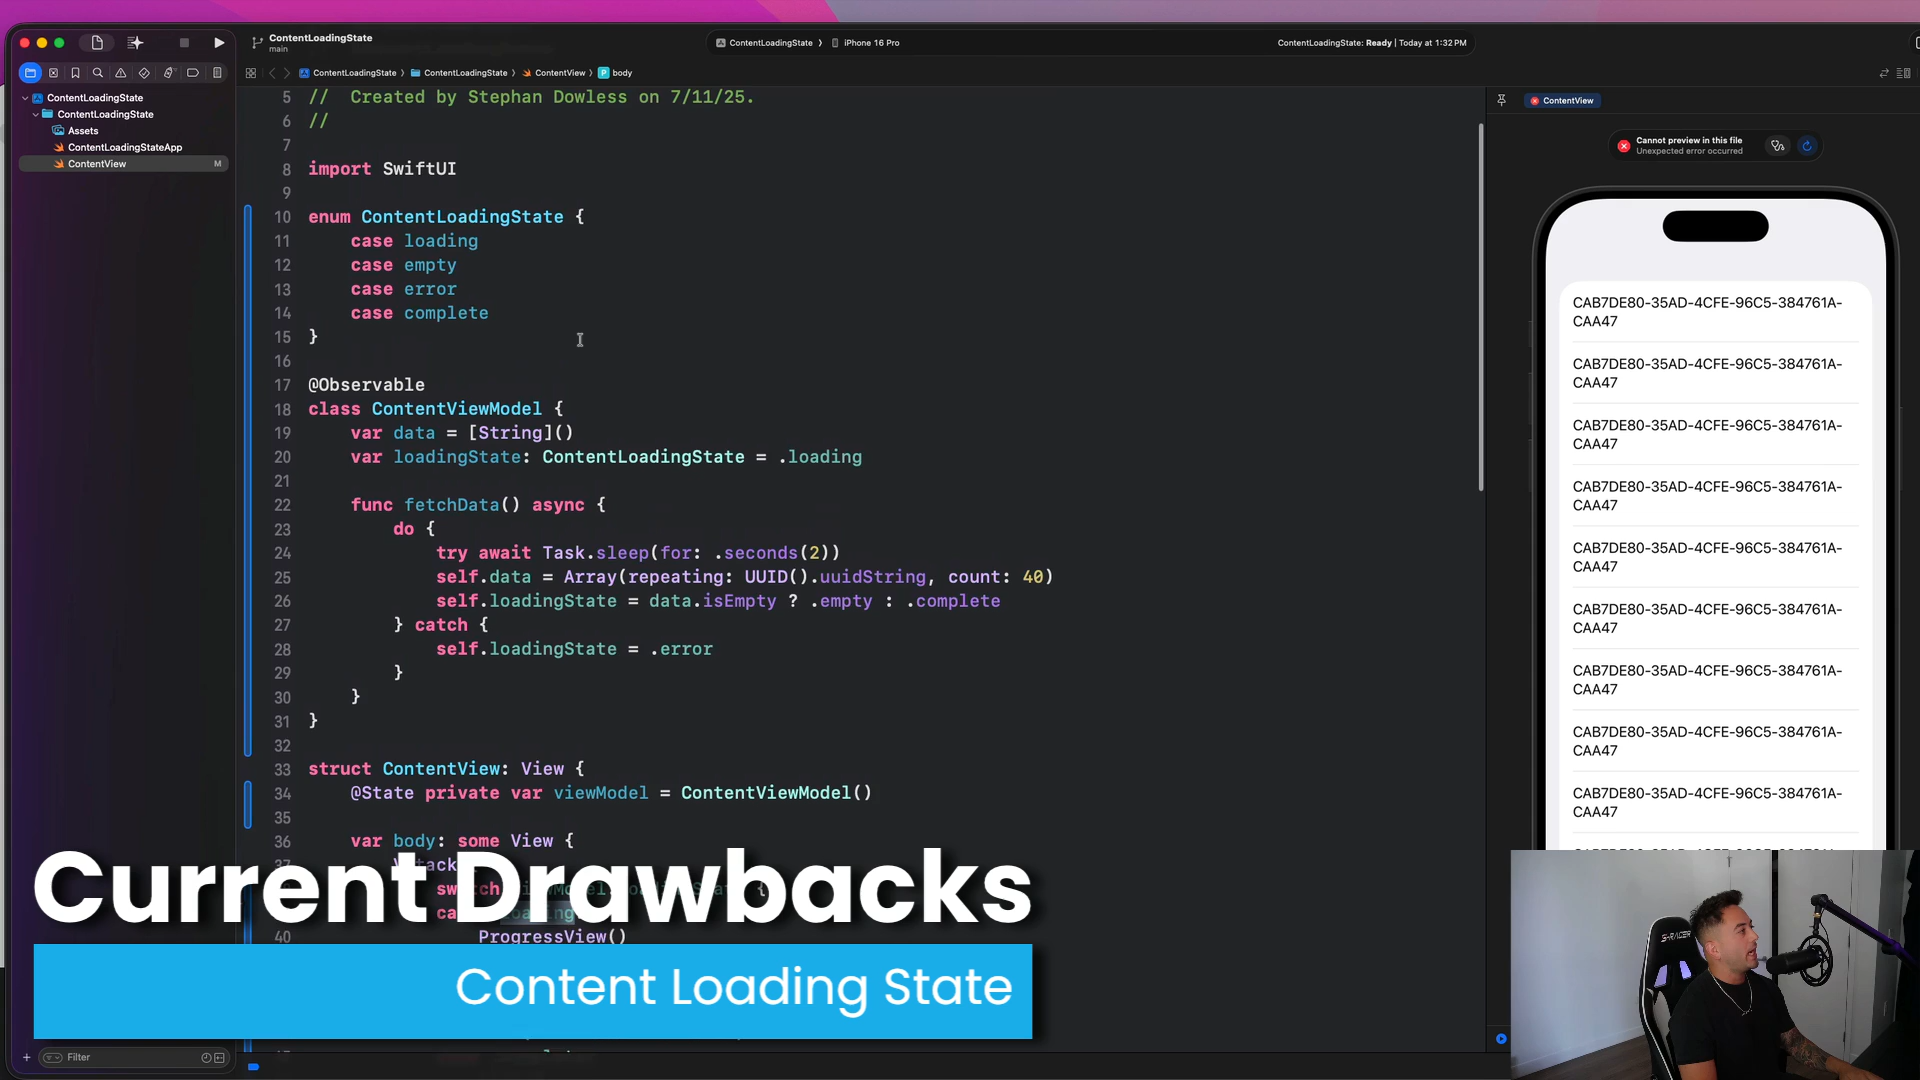 ContentLoadingState
main
ContentLoadingState
iPhone 16 Pro
ContentLoadingState: Ready | Today at 1:32 PM
ContentLoadingState
ContentLoadingState
ContentView
body
ContentLoadingState
ContentLoadingState
Assets
ContentLoadingStateApp
ContentView M
Filter
5 //  Created by Stephan Dowless on 7/11/25.
6 //
7
8 import SwiftUI
9
10 enum ContentLoadingState {
11     case loading
12     case empty
13     case error
14     case complete
15 }
16
17 @Observable
18 class ContentViewModel {
19     var data = [String]()
20     var loadingState: ContentLoadingState = .loading
21
22     func fetchData() async {
23         do {
24             try await Task.sleep(for: .seconds(2))
25             self.data = Array(repeating: UUID().uuidString, count: 40)
26             self.loadingState = data.isEmpty ? .empty : .complete
27         } catch {
28             self.loadingState = .error
29         }
30     }
31 }
32
33 struct ContentView: View {
34     @State private var viewModel = ContentViewModel()
35
36     var body: some View {
40                 ProgressView()
Current Drawbacks
Content Loading State
ContentView
Cannot preview in this file
Unexpected error occurred
CAB7DE80-35AD-4CFE-96C5-384761A-
CAA47
CAB7DE80-35AD-4CFE-96C5-384761A-
CAA47
CAB7DE80-35AD-4CFE-96C5-384761A-
CAA47
CAB7DE80-35AD-4CFE-96C5-384761A-
CAA47
CAB7DE80-35AD-4CFE-96C5-384761A-
CAA47
CAB7DE80-35AD-4CFE-96C5-384761A-
CAA47
CAB7DE80-35AD-4CFE-96C5-384761A-
CAA47
CAB7DE80-35AD-4CFE-96C5-384761A-
CAA47
CAB7DE80-35AD-4CFE-96C5-384761A-
CAA47
S-RACER